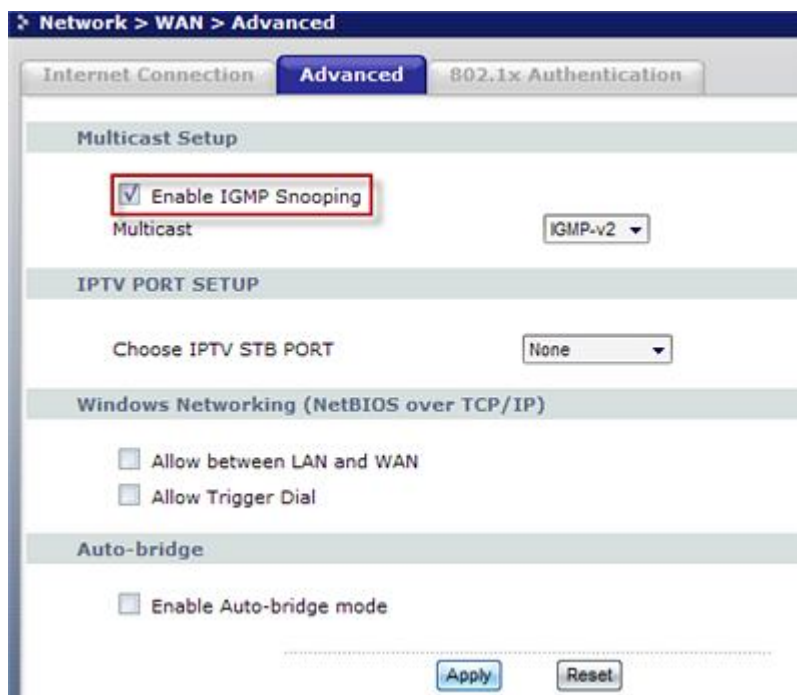 Network > WAN > Advanced
Internet Connection Advanced 802.1x Authentication
Multicast Setup
Enable IGMP Snooping
Multicast IGMP-v2
IPTV PORT SETUP
Choose IPTV STB PORT None
Windows Networking (NetBIOS over TCP/IP)
Allow between LAN and WAN
Allow Trigger Dial
Auto-bridge
Enable Auto-bridge mode
Apply Reset